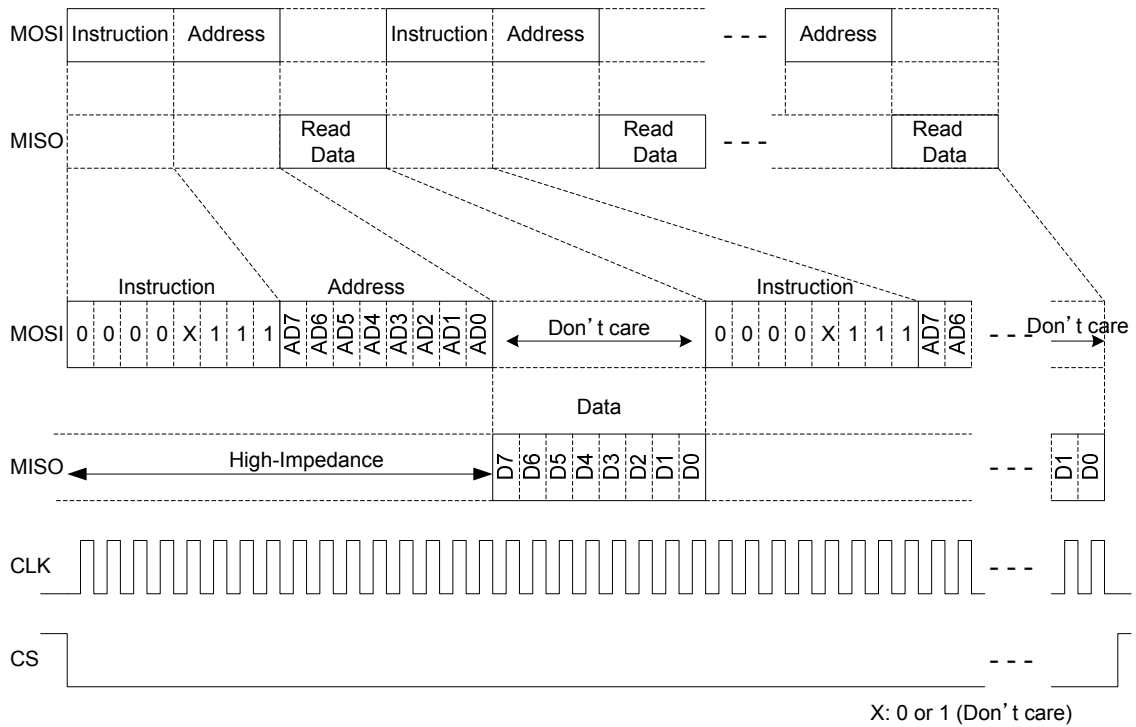 MOSI Instruction Address Instruction Address - - - Address
MISO Read Data Read Data - - - Read Data
Instruction Address Instruction
MOSI 0 0 0 0 X 1 1 1 AD7 AD6 AD5 AD4 AD3 AD2 AD1 AD0 Don't care 0 0 0 0 X 1 1 1 AD7 AD6 - - - Don't care
Data
MISO High-Impedance D7 D6 D5 D4 D3 D2 D1 D0 - - - D1 D0
CLK - - -
CS - - -
X: 0 or 1 (Don't care)